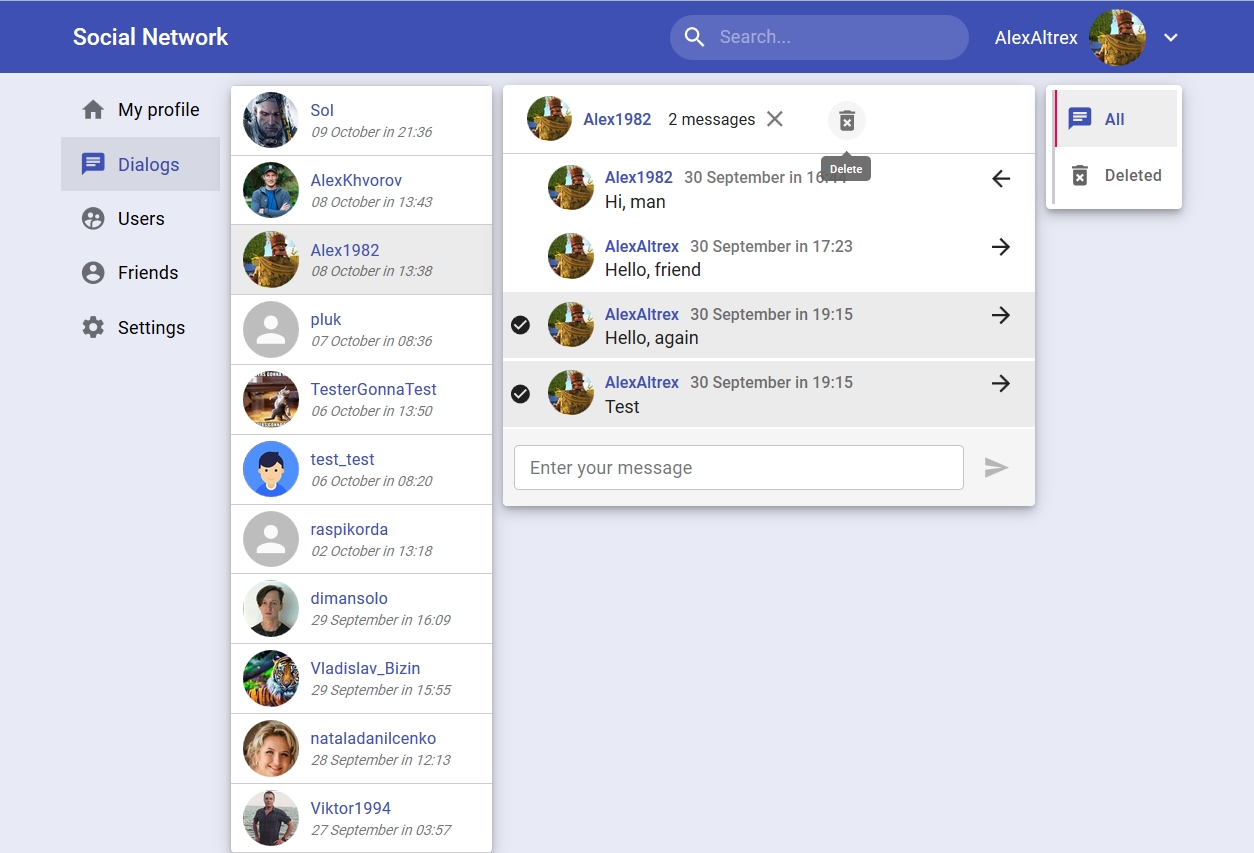 Social Network
Search...
AlexAltrex
My profile
Dialogs
Users
Friends
Settings
Sol
09 October in 21:36
AlexKhvorov
08 October in 13:43
Alex1982
08 October in 13:38
pluk
07 October in 08:36
TesterGonnaTest
06 October in 13:50
test_test
06 October in 08:20
raspikorda
02 October in 13:18
dimansolo
29 September in 16:09
Vladislav_Bizin
29 September in 15:55
nataladanilcenko
28 September in 12:13
Viktor1994
27 September in 03:57
Alex1982 2 messages
Delete
Alex1982 30 September in
Hi, man
AlexAltrex 30 September in 17:23
Hello, friend
AlexAltrex 30 September in 19:15
Hello, again
AlexAltrex 30 September in 19:15
Test
Enter your message
All
Deleted